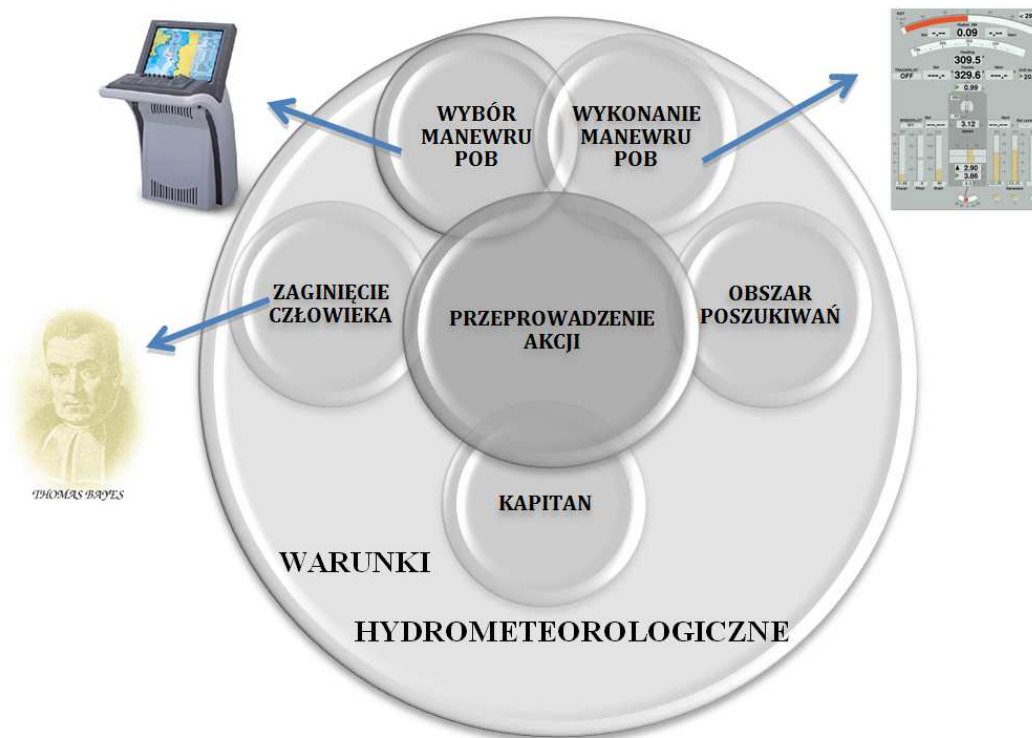 WYBÓR
MANEWRU
POB
WYKONANIE
MANEWRU
POB
ZAGINIĘCIE
CZŁOWIEKA
PRZEPROWADZENIE
AKCJI
OBSZAR
POSZUKIWAŃ
KAPITAN
WARUNKI
HYDROMETEOROLOGICZNE
THOMAS BAYES
0.09
Heading
309.5°
OFF
329.6°
0.99
3.12
2.90
3.86